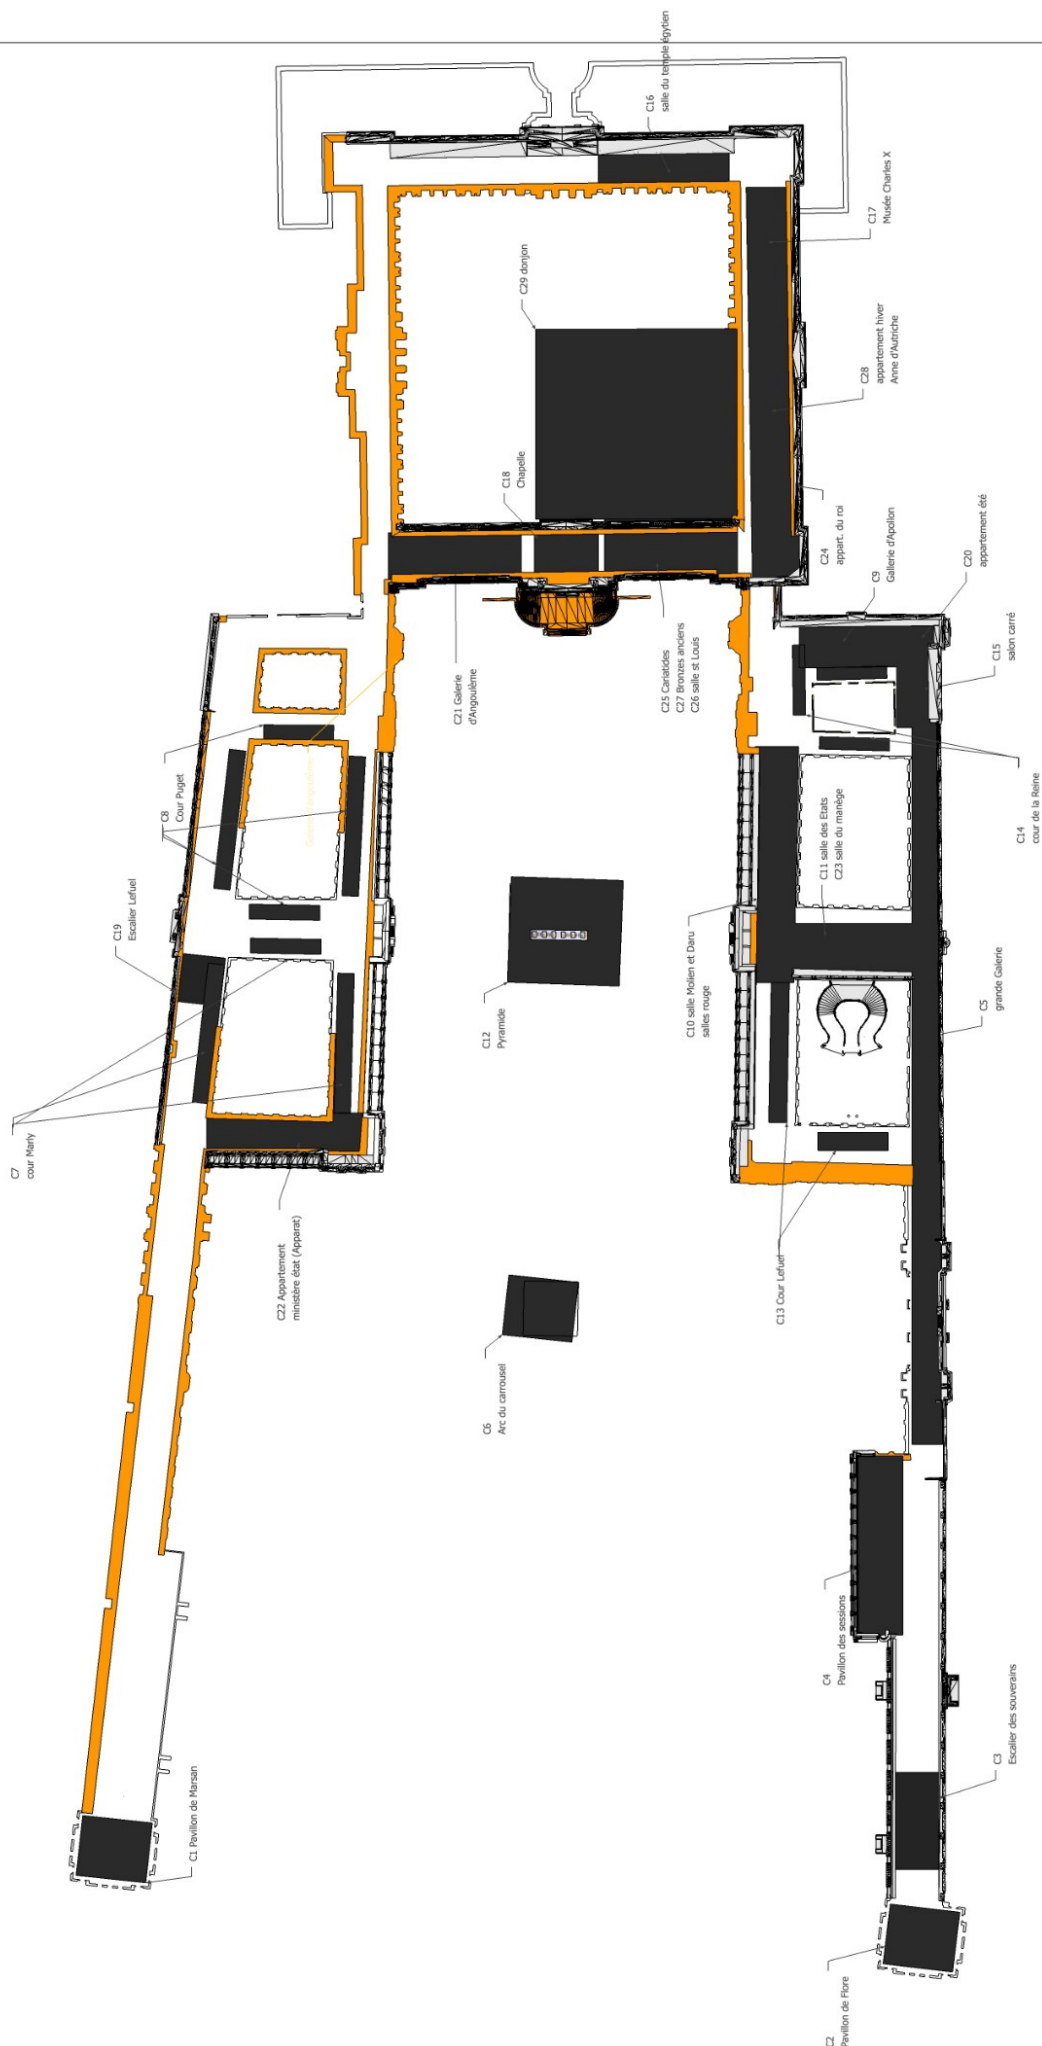 C16
salle du temple égytien
C17
Musée Charles X
C29 donjon
C28
appartement hiver
Anne d'Autriche
C18
Chapelle
C24
appart. du roi
C9
Gallerie d'Apollon
C20
appartement été
C15
salon carré
C21 Galerie
d'Angoulème
C25 Cariatides
C27 Bronzes anciens
C26 salle st Louis
C8
Cour Puget
C14
cour de la Reine
C11 salle des Etats
C23 salle du manège
C19
Escalier Lefuel
C12
Pyramide
C10 salle Molien et Daru
salles rouge
C5
grande Galerie
C7
cour Marly
C22 Appartement
ministère état (Apparat)
C13 Cour Lefuel
C6
Arc du carrousel
C4
Pavillon des sessions
C3
Escalier des souverains
C1 Pavillon de Marsan
C2
Pavillon de Flore